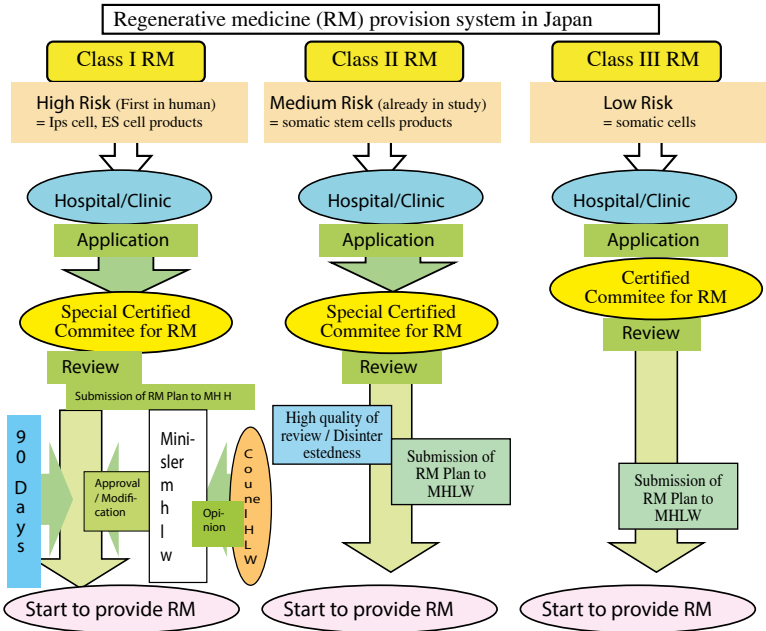 Regenerative medicine (RM) provision system in Japan
Class I RM
High Risk (First in human)
= Ips cell, ES cell products
Hospital/Clinic
Application
Special Certified
Commitee for RM
Review
Submission of RM Plan to MH H
90 Days
Approval
/ Modifi-
cation
Mini-
sler
m
h
l
w
Opi-
nion
Counel HLW
Start to provide RM
Class II RM
Medium Risk (already in study)
= somatic stem cells products
Hospital/Clinic
Application
Special Certified
Commitee for RM
Review
High quality of
review / Disinter
estedness
Submission of
RM Plan to
MHLW
Start to provide RM
Class III RM
Low Risk
= somatic cells
Hospital/Clinic
Application
Certified
Committee for RM
Review
Submission of
RM Plan to
MHLW
Start to provide RM